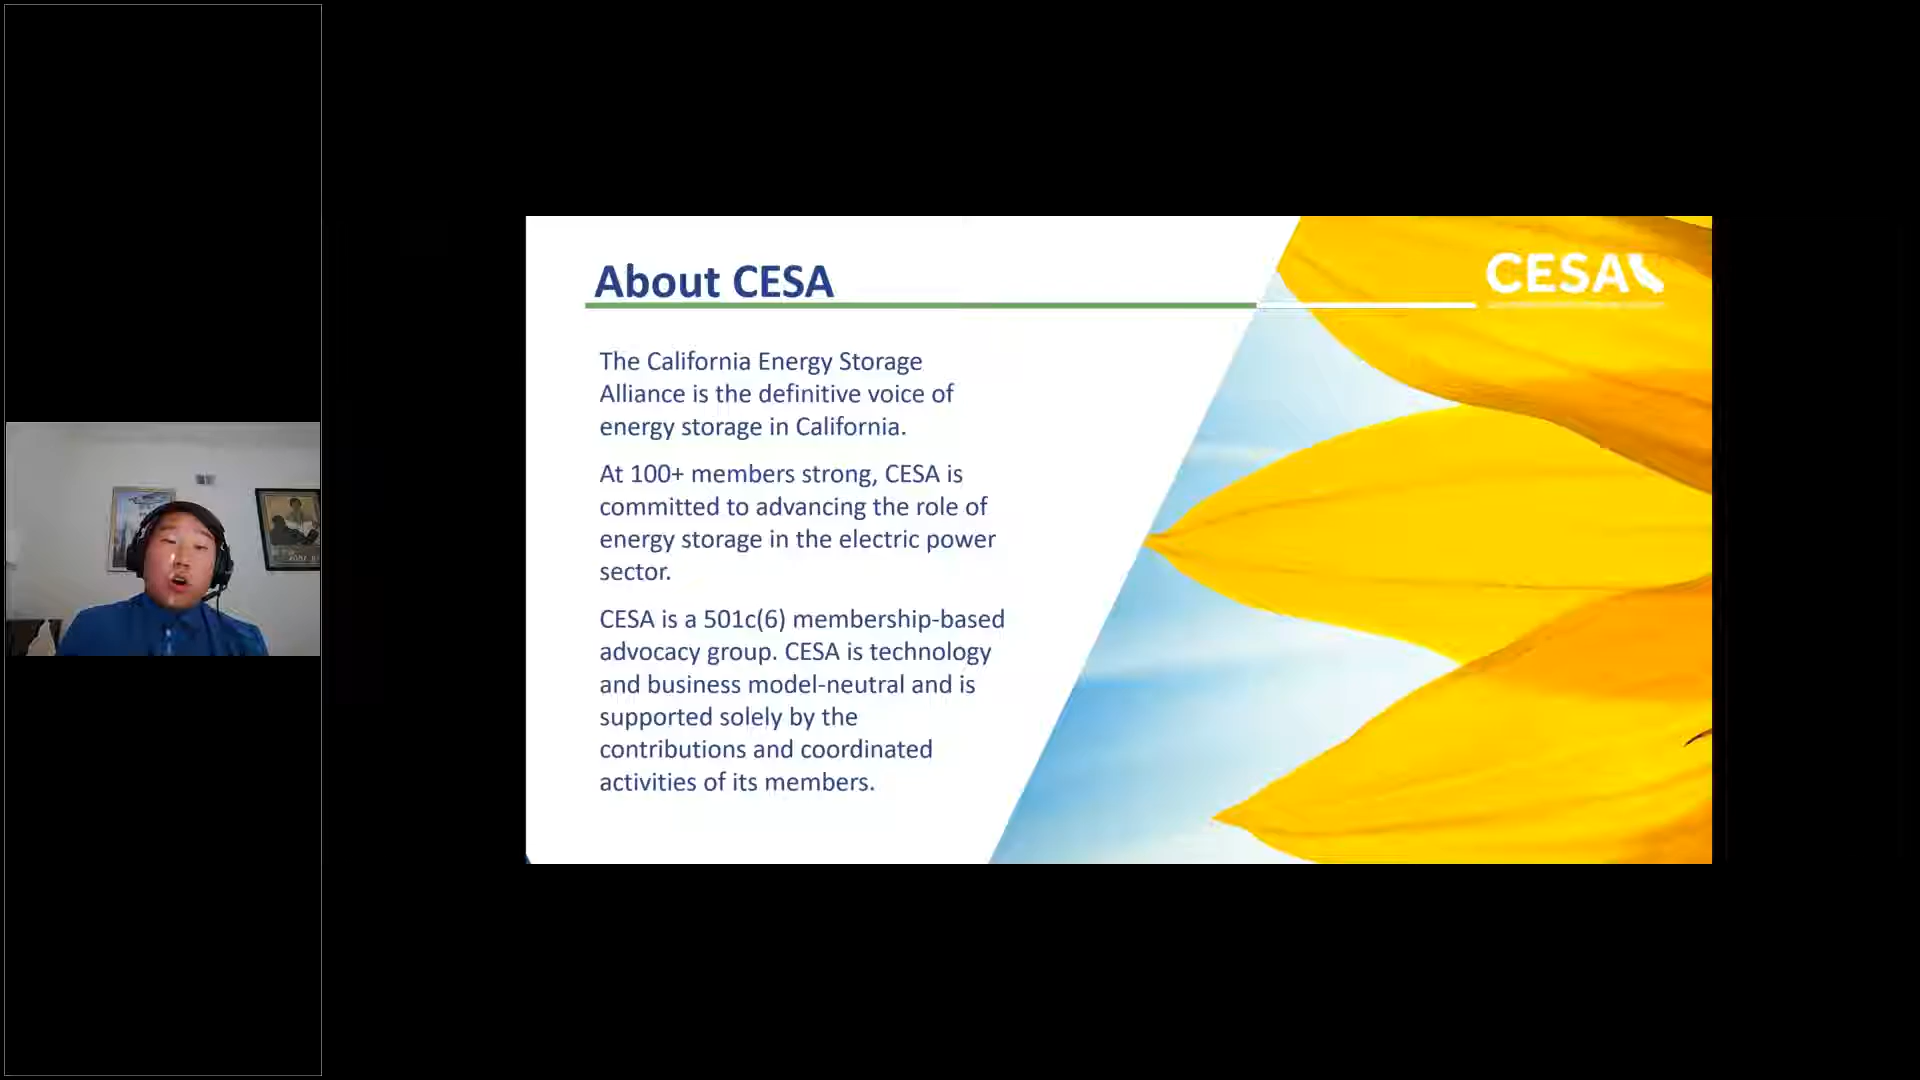 About CESA
CESA
The California Energy Storage
Alliance is the definitive voice of
energy storage in California.
At 100+ members strong, CESA is
committed to advancing the role of
energy storage in the electric power
sector.
CESA is a 501c(6) membership-based
advocacy group. CESA is technology
and business model-neutral and is
supported solely by the
contributions and coordinated
activities of its members.